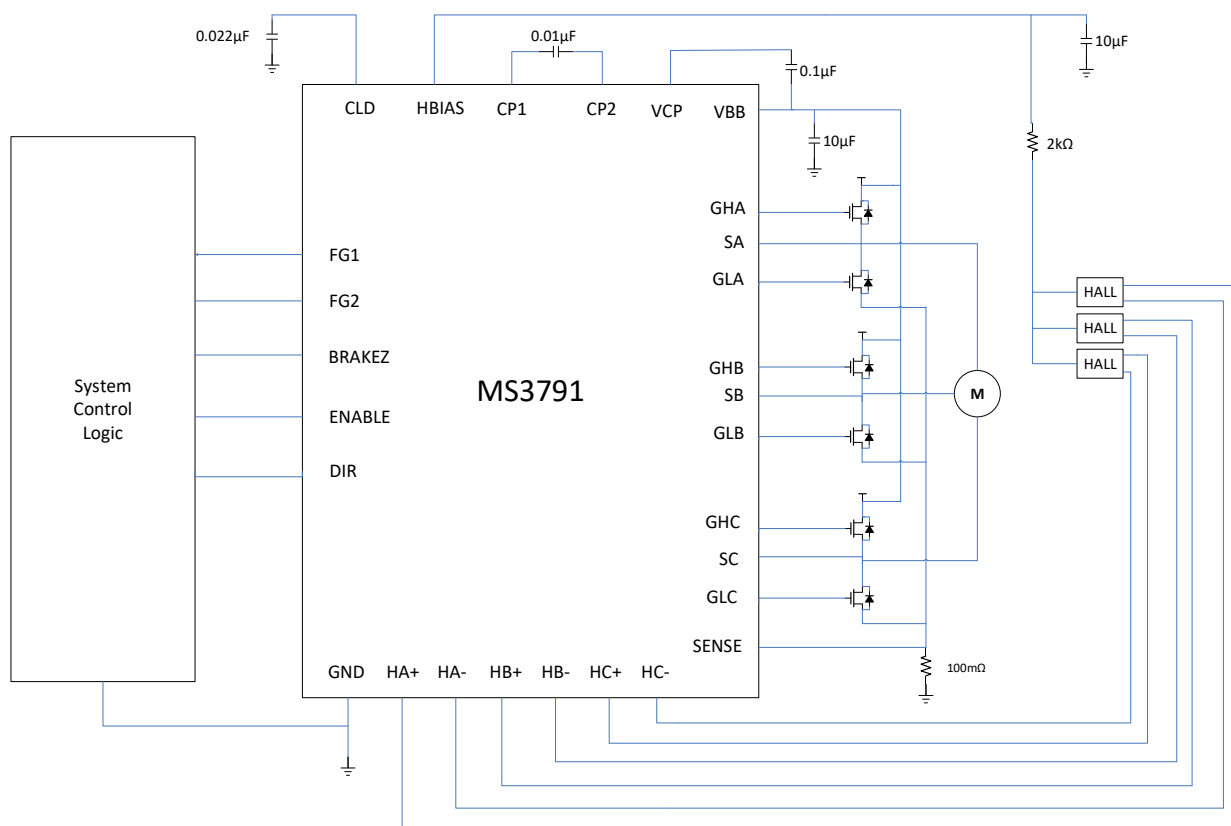 0.022µF
0.01µF
10µF
0.1µF
CLD
HBIAS
CP1
CP2
VCP
VBB
10µF
2kΩ
GHA
SA
GLA
FG1
FG2
BRAKEZ
ENABLE
DIR
System
Control
Logic
MS3791
GHB
SB
GLB
M
HALL
HALL
HALL
GHC
SC
GLC
SENSE
100mΩ
GND
HA+
HA-
HB+
HB-
HC+
HC-